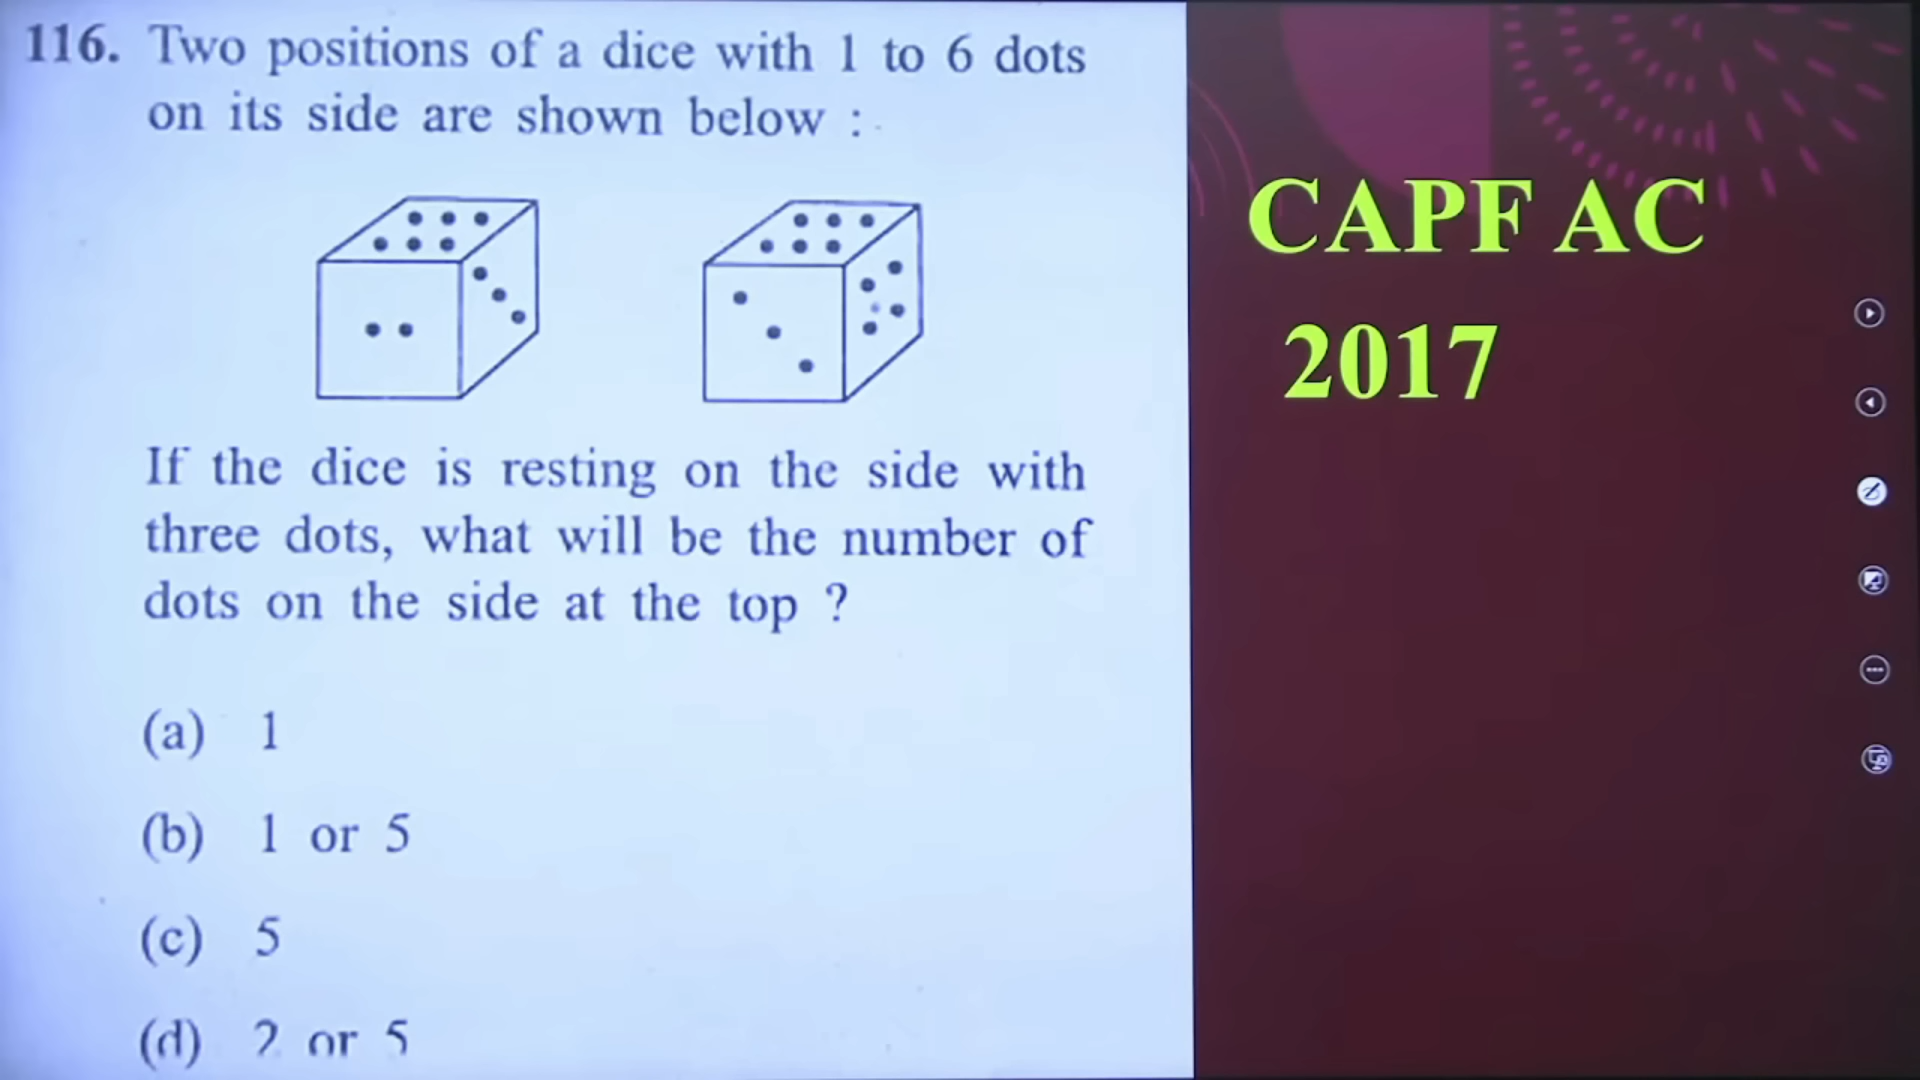 116. Two positions of a dice with 1 to 6 dots
on its side are shown below :
If the dice is resting on the side with
three dots, what will be the number of
dots on the side at the top ?
(a) 1
(b) 1 or 5
(c) 5
(d) 2 or 5
CAPF AC
2017